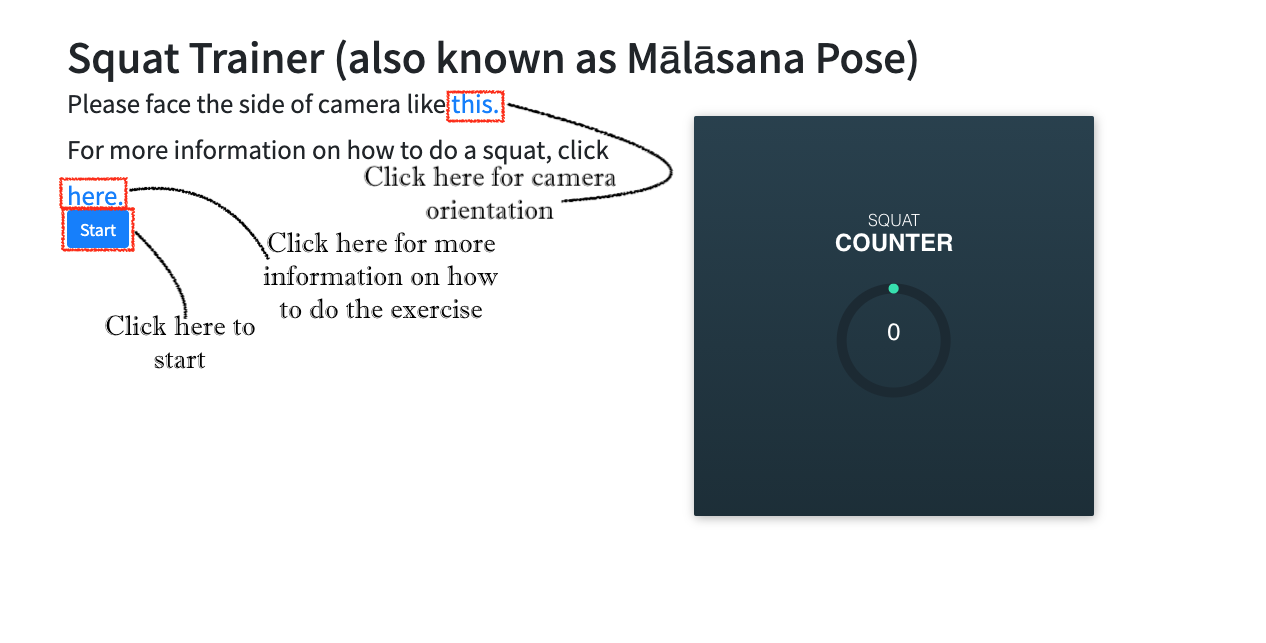 Squat Trainer (also known as Mālāsana Pose)
Please face the side of camera like this.
For more information on how to do a squat, click
here.
Start
Click here for camera
orientation
Click here for more
information on how
to do the exercise
Click here to
start
SQUAT
COUNTER
0